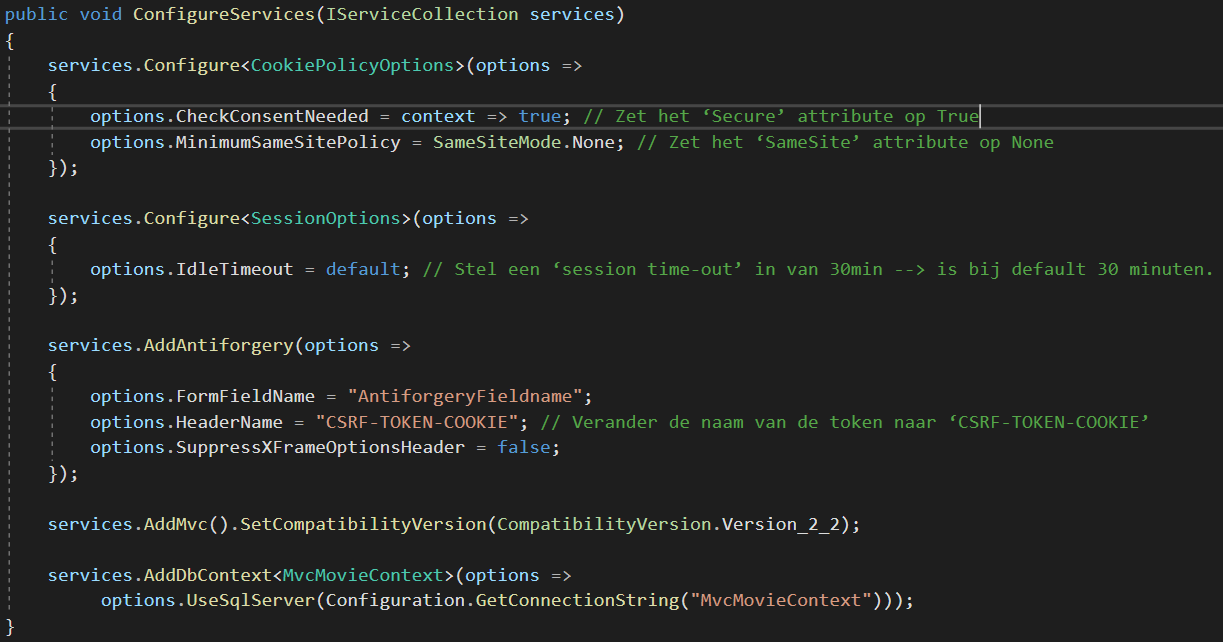 public void ConfigureServices(IServiceCollection services)
{
    services.Configure<CookiePolicyOptions>(options =>
    {
        options.CheckConsentNeeded = context => true; // Zet het ‘Secure’ attribute op True
        options.MinimumSameSitePolicy = SameSiteMode.None; // Zet het ‘SameSite’ attribute op None
    });

    services.Configure<SessionOptions>(options =>
    {
        options.IdleTimeout = default; // Stel een ‘session time-out’ in van 30min --> is bij default 30 minuten.
    });

    services.AddAntiforgery(options =>
    {
        options.FormFieldName = "AntiforgeryFieldname";
        options.HeaderName = "CSRF-TOKEN-COOKIE"; // Verander de naam van de token naar ‘CSRF-TOKEN-COOKIE’
        options.SuppressXFrameOptionsHeader = false;
    });

    services.AddMvc().SetCompatibilityVersion(CompatibilityVersion.Version_2_2);

    services.AddDbContext<MvcMovieContext>(options =>
         options.UseSqlServer(Configuration.GetConnectionString("MvcMovieContext")));
}